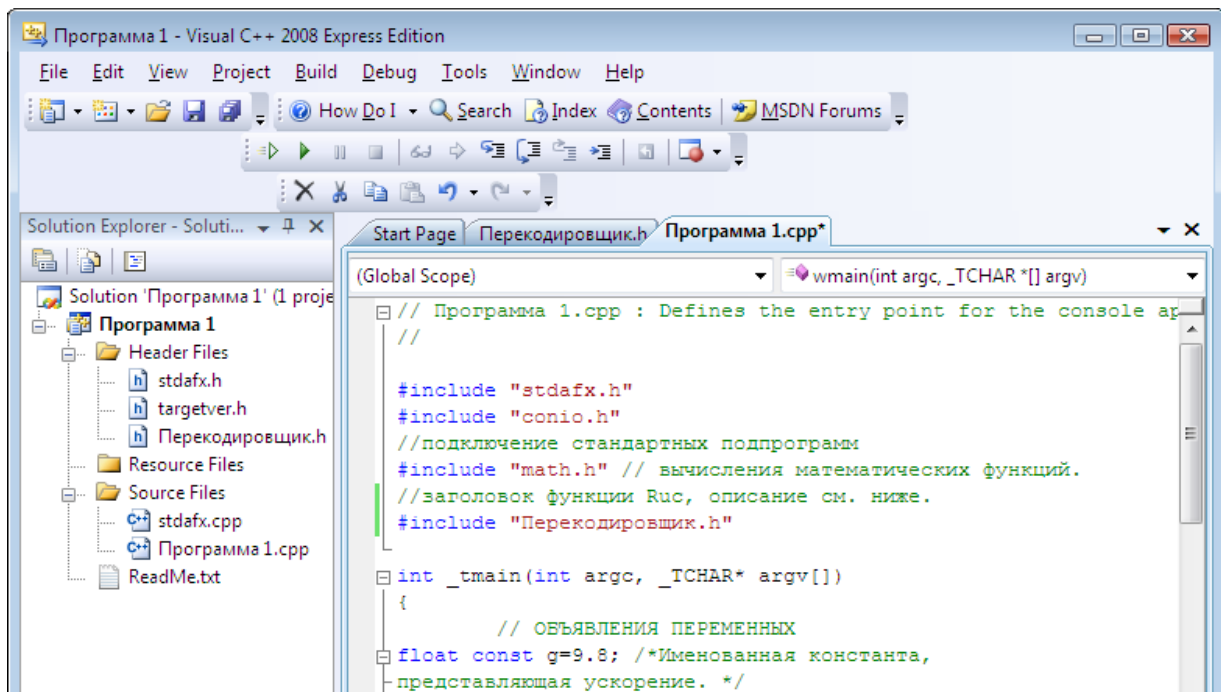 Программа 1 - Visual C++ 2008 Express Edition
File Edit View Project Build Debug Tools Window Help
How Do I Search Index Contents MSDN Forums
Solution Explorer - Soluti...
Solution 'Программа 1' (1 proje
Программа 1
Header Files
stdafx.h
targetver.h
Перекодировщик.h
Resource Files
Source Files
stdafx.cpp
Программа 1.cpp
ReadMe.txt
Start Page Перекодировщик.h Программа 1.cpp*
(Global Scope) wmain(int argc, _TCHAR *[] argv)
// Программа 1.cpp : Defines the entry point for the console ap
//
#include "stdafx.h"
#include "conio.h"
//подключение стандартных подпрограмм
#include "math.h" // вычисления математических функций.
//заголовок функции Ruc, описание см. ниже.
#include "Перекодировщик.h"
int _tmain(int argc, _TCHAR* argv[])
{
// ОБЪЯВЛЕНИЯ ПЕРЕМЕННЫХ
float const g=9.8; /*Именованная константа,
представляющая ускорение. */